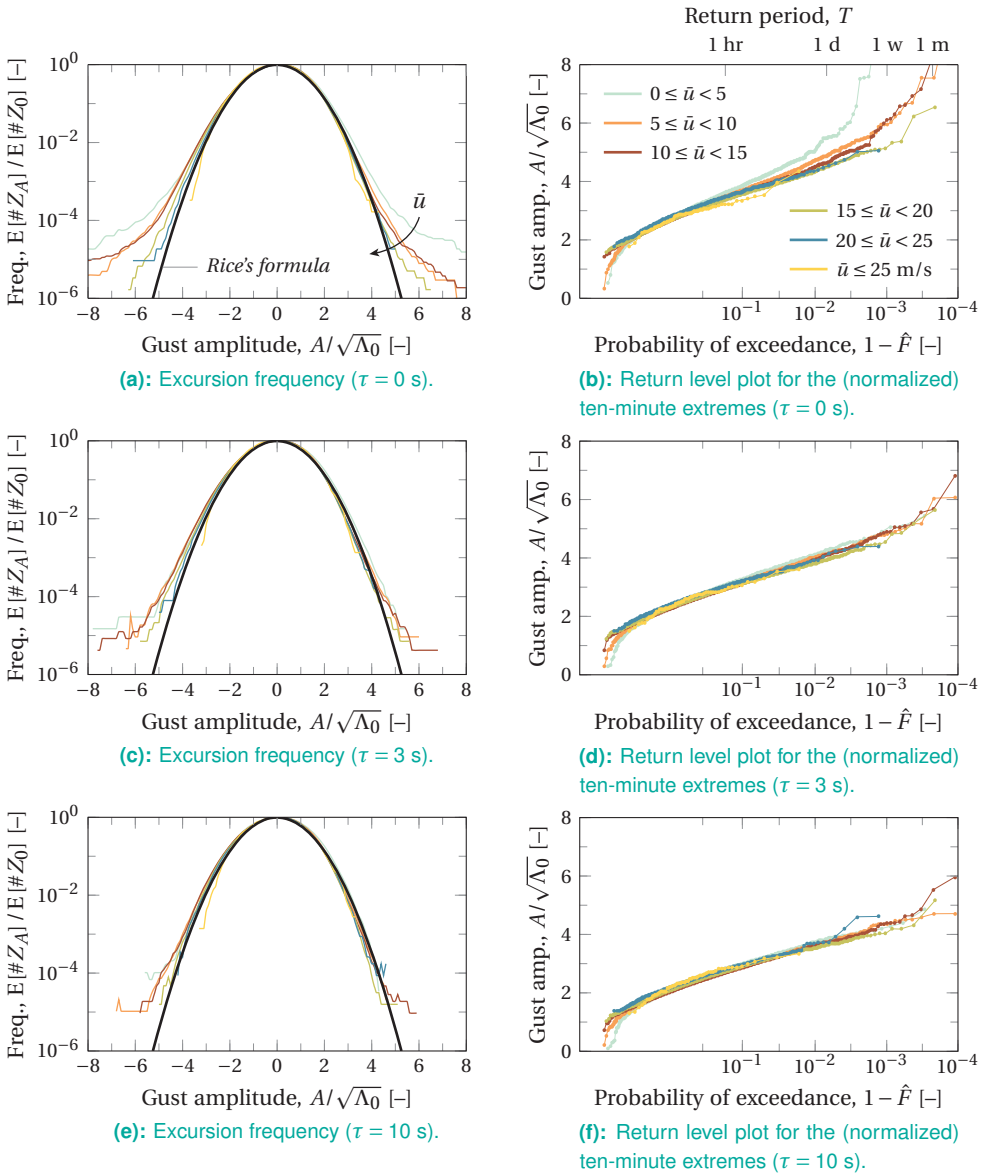 Freq., E [#Z_A] / E [#Z_0] [–]
10^0
10^−2
10^−4
10^−6
ū
Rice's formula
−8 −6 −4 −2 0 2 4 6 8
Gust amplitude, A/√Λ_0 [–]
(a): Excursion frequency (τ = 0 s).
Return period, T
1 hr 1 d 1 w 1 m
Gust amp., A/√Λ_0 [–]
8
6
4
2
0
0 ≤ ū < 5
5 ≤ ū < 10
10 ≤ ū < 15
15 ≤ ū < 20
20 ≤ ū < 25
ū ≤ 25 m/s
10^−1 10^−2 10^−3 10^−4
Probability of exceedance, 1 − F̂ [–]
(b): Return level plot for the (normalized)
ten-minute extremes (τ = 0 s).
Freq., E [#Z_A] / E [#Z_0] [–]
10^0
10^−2
10^−4
10^−6
−8 −6 −4 −2 0 2 4 6 8
Gust amplitude, A/√Λ_0 [–]
(c): Excursion frequency (τ = 3 s).
Gust amp., A/√Λ_0 [–]
8
6
4
2
0
10^−1 10^−2 10^−3 10^−4
Probability of exceedance, 1 − F̂ [–]
(d): Return level plot for the (normalized)
ten-minute extremes (τ = 3 s).
Freq., E [#Z_A] / E [#Z_0] [–]
10^0
10^−2
10^−4
10^−6
−8 −6 −4 −2 0 2 4 6 8
Gust amplitude, A/√Λ_0 [–]
(e): Excursion frequency (τ = 10 s).
Gust amp., A/√Λ_0 [–]
8
6
4
2
0
10^−1 10^−2 10^−3 10^−4
Probability of exceedance, 1 − F̂ [–]
(f): Return level plot for the (normalized)
ten-minute extremes (τ = 10 s).